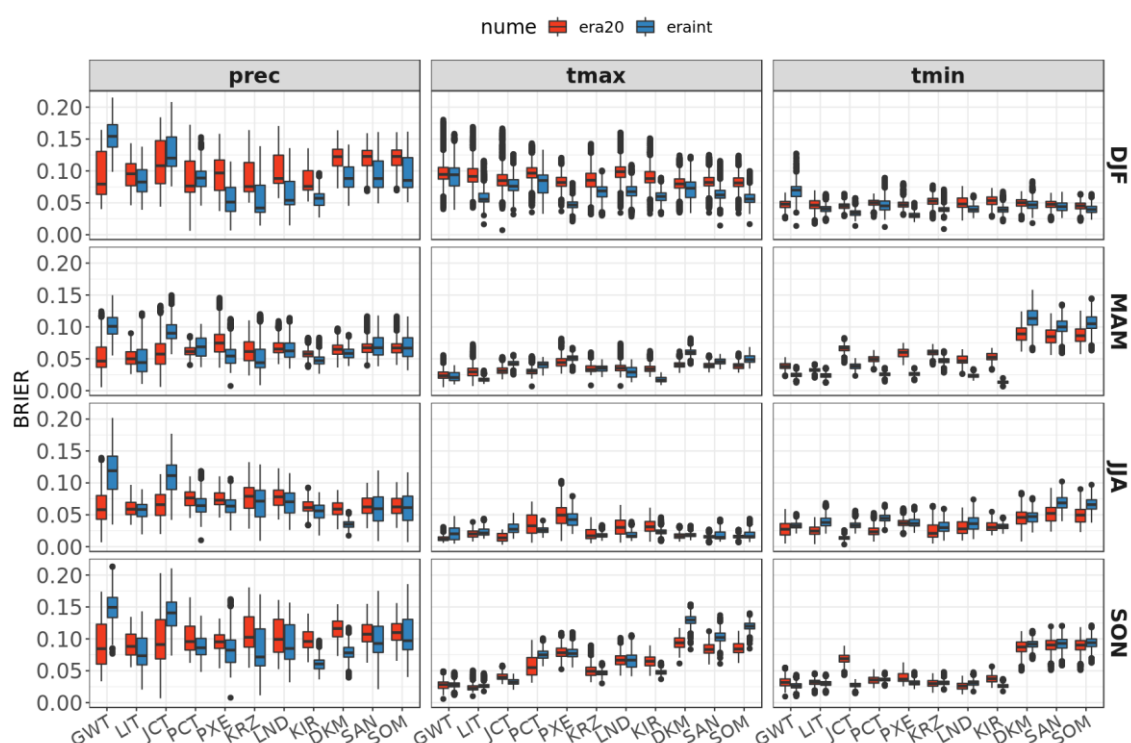 nume era20 eraint
prec tmax tmin
0.20
0.15
0.10
0.05
0.00
DJF
0.20
0.15
0.10
0.05
0.00
MAM
BRIER
0.20
0.15
0.10
0.05
0.00
JJA
0.20
0.15
0.10
0.05
0.00
SON
GWT LIT JCT PCT PXE KRZ LND KIR DKM SAN SOM GWT LIT JCT PCT PXE KRZ LND KIR DKM SAN SOM GWT LIT JCT PCT PXE KRZ LND KIR DKM SAN SOM